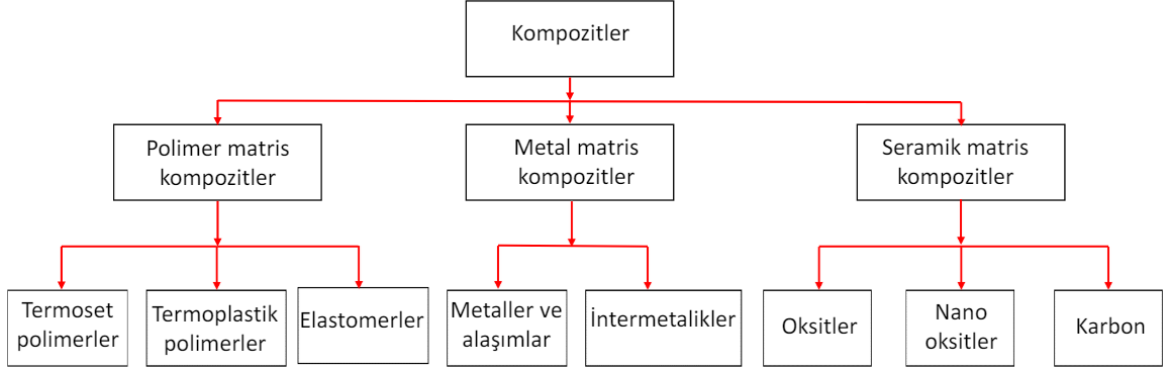 Kompozitler
Polimer matris
kompozitler
Metal matris
kompozitler
Seramik matris
kompozitler
Termoset
polimerler
Termoplastik
polimerler
Elastomerler
Metaller ve
alaşımlar
İntermetalikler
Oksitler
Nano
oksitler
Karbon